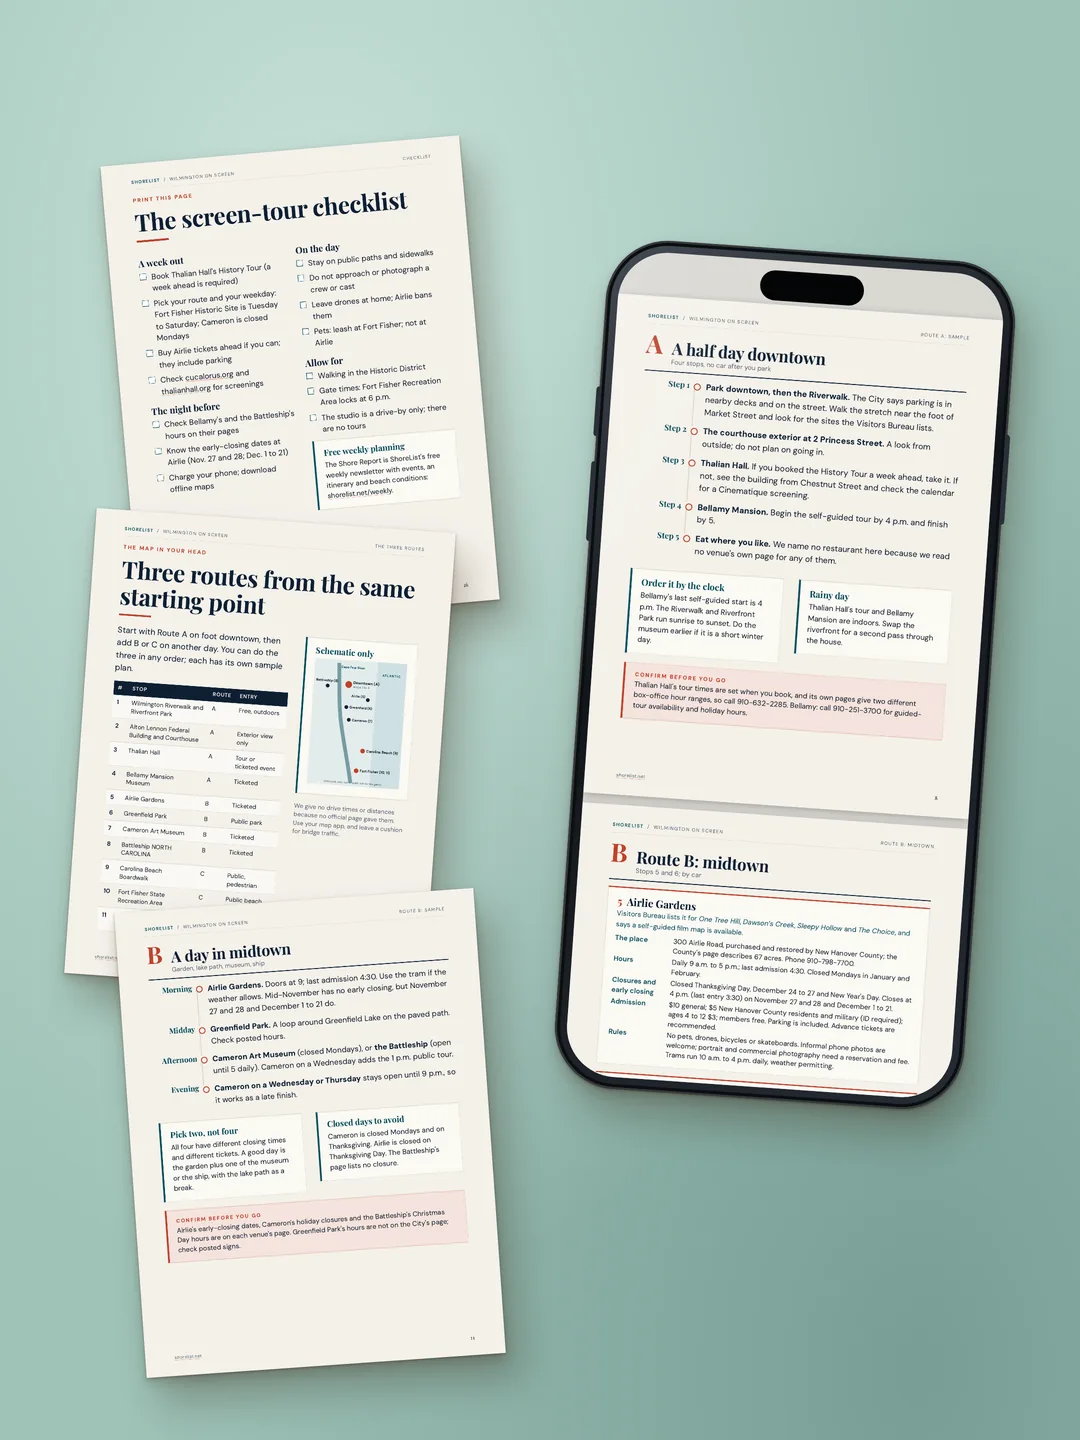 SHORELIST / WILMINGTON ON SCREEN
CHECKLIST
PRINT THIS PAGE
The screen-tour checklist
A week out
Book Thalian Hall's History Tour (a
week ahead is required)
Pick your route and your weekday:
Fort Fisher Historic Site is Tuesday
to Saturday; Cameron is closed
Mondays
Buy Airlie tickets ahead if you can;
they include parking
Check cucalorus.org and
thalianhall.org for screenings
The night before
Check Bellamy's and the Battleship's
hours on their pages
Know the early-closing dates at
Airlie (Nov. 27 and 28; Dec. 1 to 21)
Charge your phone; download
offline maps
On the day
Stay on public paths and sidewalks
Do not approach or photograph a
crew or cast
Leave drones at home; Airlie bans
them
Pets: leash at Fort Fisher; not at
Airlie
Allow for
Walking in the Historic District
Gate times: Fort Fisher Recreation
Area locks at 6 p.m.
The studio is a drive-by only; there
are no tours
Free weekly planning
The Shore Report is ShoreList's free
weekly newsletter with events, an
itinerary and beach conditions:
shorelist.net/weekly.
SHORELIST / WILMINGTON ON SCREEN
THE THREE ROUTES
THE MAP IN YOUR HEAD
Three routes from the same
starting point
Start with Route A on foot downtown, then
add B or C on another day. You can do the
three in any order; each has its own sample
plan.
# STOP ROUTE ENTRY
1 Wilmington Riverwalk and A Free, outdoors
Riverfront Park
2 Alton Lennon Federal A Exterior view
Building and Courthouse only
3 Thalian Hall A Tour or
ticketed event
4 Bellamy Mansion A Ticketed
Museum
5 Airlie Gardens B Ticketed
6 Greenfield Park B Public park
7 Cameron Art Museum B Ticketed
8 Battleship NORTH B Ticketed
CAROLINA
9 Carolina Beach C Public,
Boardwalk pedestrian
10 Fort Fisher State C Public beach
Recreation Area
11
Schematic only
Cape Fear River
ATLANTIC
Battleship (8)
Downtown (A)
Airlie (5)
Greenfield (6)
Cameron (7)
Carolina Beach (9)
Fort Fisher (10, 11)
We give no drive times or distances
because no official page gave them.
Use your map app, and leave a cushion
for bridge traffic.
SHORELIST / WILMINGTON ON SCREEN
ROUTE B: SAMPLE
B A day in midtown
Garden, lake path, museum, ship
Morning Airlie Gardens. Doors at 9; last admission 4:30. Use the tram if the
weather allows. Mid-November has no early closing, but November
27 and 28 and December 1 to 21 do.
Midday Greenfield Park. A loop around Greenfield Lake on the paved path.
Check posted hours.
Afternoon Cameron Art Museum (closed Mondays), or the Battleship (open
until 5 daily). Cameron on a Wednesday adds the 1 p.m. public tour.
Evening Cameron on a Wednesday or Thursday stays open until 9 p.m., so
it works as a late finish.
Pick two, not four
All four have different closing times
and different tickets. A good day is
the garden plus one of the museum
or the ship, with the lake path as a
break.
Closed days to avoid
Cameron is closed Mondays and on
Thanksgiving. Airlie is closed on
Thanksgiving Day. The Battleship's
page lists no closure.
CONFIRM BEFORE YOU GO
Airlie's early-closing dates, Cameron's holiday closures and the Battleship's Christmas
Day hours are on each venue's page. Greenfield Park's hours are not on the City's page;
check posted signs.
shorelist.net
11
SHORELIST / WILMINGTON ON SCREEN
ROUTE A: SAMPLE
A A half day downtown
Four stops, no car after you park
Step 1 Park downtown, then the Riverwalk. The City says parking is in
nearby decks and on the street. Walk the stretch near the foot of
Market Street and look for the sites the Visitors Bureau lists.
Step 2 The courthouse exterior at 2 Princess Street. A look from
outside; do not plan on going in.
Step 3 Thalian Hall. If you booked the History Tour a week ahead, take it. If
not, see the building from Chestnut Street and check the calendar
for a Cinematique screening.
Step 4 Bellamy Mansion. Begin the self-guided tour by 4 p.m. and finish
by 5.
Step 5 Eat where you like. We name no restaurant here because we read
no venue's own page for any of them.
Order it by the clock
Bellamy's last self-guided start is 4
p.m. The Riverwalk and Riverfront
Park run sunrise to sunset. Do the
museum earlier if it is a short winter
day.
Rainy day
Thalian Hall's tour and Bellamy
Mansion are indoors. Swap the
riverfront for a second pass through
the house.
CONFIRM BEFORE YOU GO
Thalian Hall's tour times are set when you book, and its own pages give two different
box-office hour ranges, so call 910-632-2285. Bellamy: call 910-251-3700 for guided-
tour availability and holiday hours.
shorelist.net
8
SHORELIST / WILMINGTON ON SCREEN
ROUTE B: MIDTOWN
B Route B: midtown
Stops 5 and 6; by car
5 Airlie Gardens
Visitors Bureau lists it for One Tree Hill, Dawson's Creek, Sleepy Hollow and The Choice, and
says a self-guided film map is available.
The place 300 Airlie Road, purchased and restored by New Hanover County; the
County's page describes 67 acres. Phone 910-798-7700.
Hours Daily 9 a.m. to 5 p.m.; last admission 4:30. Closed Mondays in January and
February.
Closures and early closing Closed Thanksgiving Day, December 24 to 27 and New Year's Day. Closes at
4 p.m. (last entry 3:30) on November 27 and 28 and December 1 to 21.
Admission $10 general; $5 New Hanover County residents and military (ID required);
ages 4 to 12 $3; members free. Parking is included. Advance tickets are
recommended.
Rules No pets, drones, bicycles or skateboards. Informal phone photos are
welcome; portrait and commercial photography need a reservation and fee.
Trams run 10 a.m. to 4 p.m. daily, weather permitting.